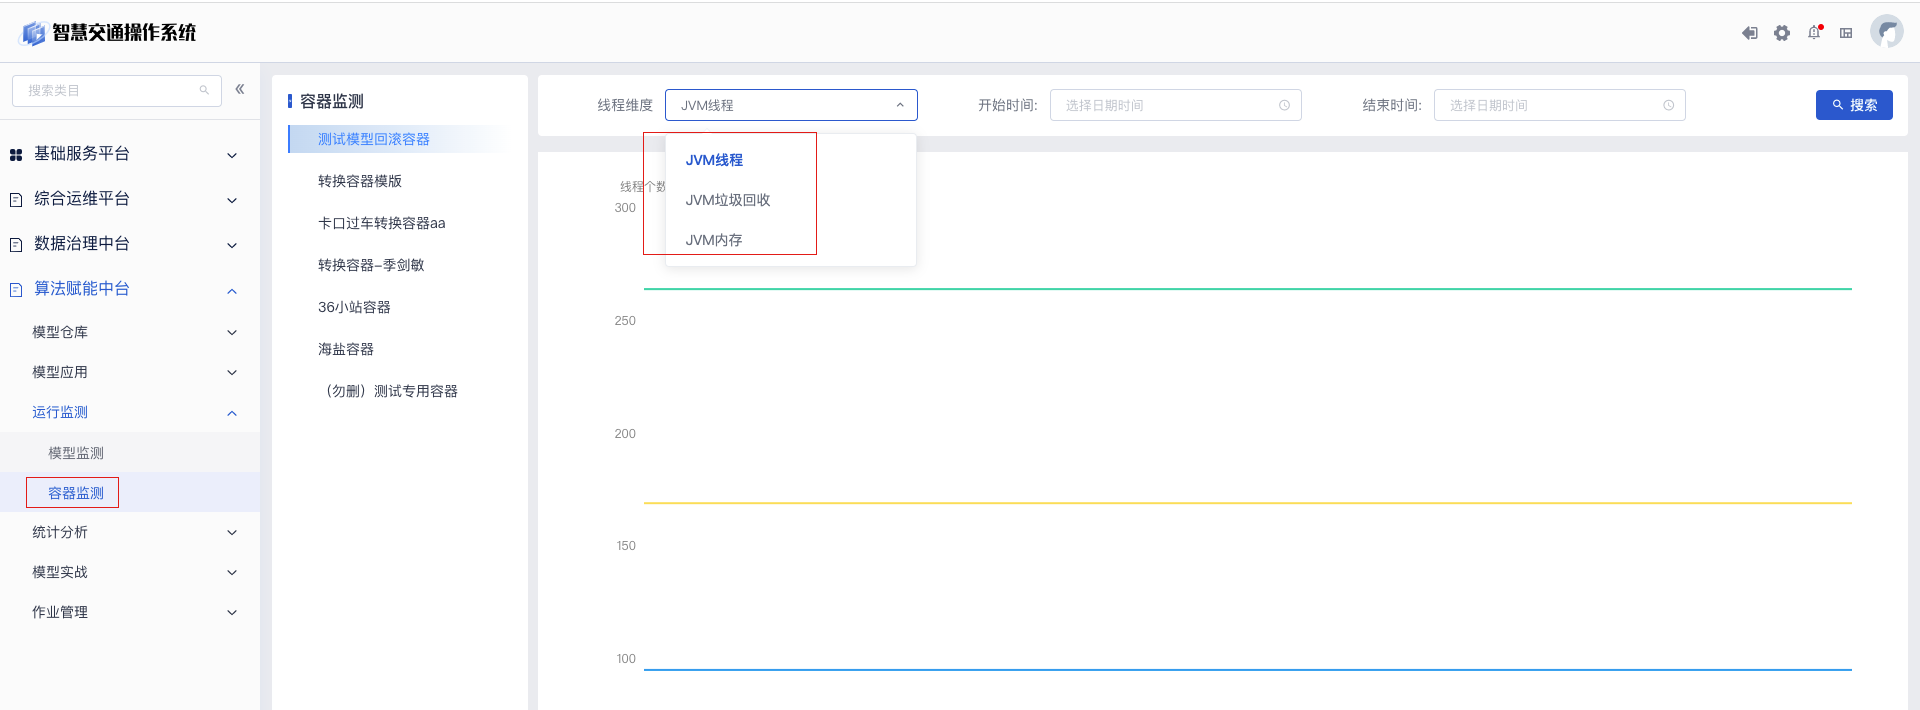 智慧交通操作系统
搜索类目
基础服务平台
综合运维平台
数据治理中台
算法赋能中台
模型仓库
模型应用
运行监测
模型监测
容器监测
统计分析
模型实战
作业管理
容器监测
测试模型回滚容器
转换容器模版
卡口过车转换容器aa
转换容器-季剑敏
36小站容器
海盐容器
（勿删）测试专用容器
线程维度 JVM线程 开始时间: 选择日期时间 结束时间: 选择日期时间 搜索
JVM线程
JVM垃圾回收
JVM内存
线程个数
300
250
200
150
100